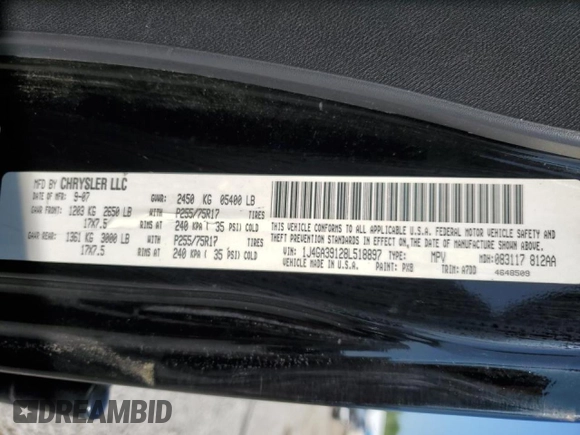 MFD BY CHRYSLER LLC
DATE OF MFR: 9-07 GVWR: 2450 KG 05400 LB
GAWR FRONT: 1203 KG 2650 LB WITH P255/75R17 TIRES
17X7.5 RIMS AT 240 KPA ( 35 PSI) COLD
GAWR REAR: 1361 KG 3000 LB WITH P255/75R17 TIRES
17X7.5 RIMS AT 240 KPA ( 35 PSI) COLD
THIS VEHICLE CONFORMS TO ALL APPLICABLE U.S.A. FEDERAL MOTOR VEHICLE SAFETY AND
THEFT PREVENTION STANDARDS IN EFFECT ON THE DATE OF MANUFACTURE SHOWN ABOVE.
VIN: 1J4GA39128L518897 TYPE: MPV MDH: 083117 812AA
VEHICLE MADE IN U.S.A. PAINT: PX8 TRIM: A7DD 4648509
DREAMBID